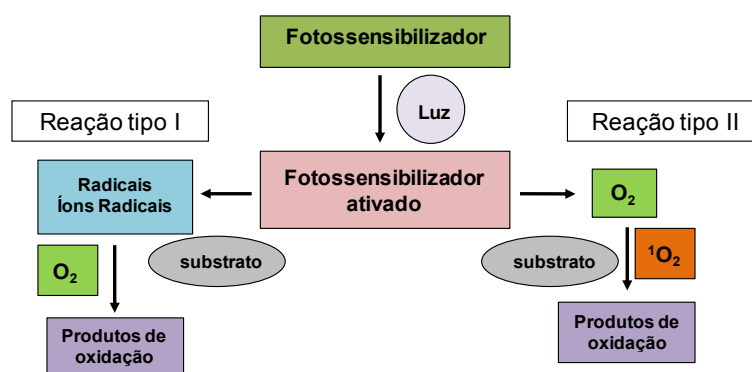 Fotossensibilizador
Luz
Reação tipo I
Reação tipo II
Radicais
Íons Radicais
Fotossensibilizador
ativado
O₂
substrato
O₂
substrato
¹O₂
Produtos de
oxidação
Produtos de
oxidação